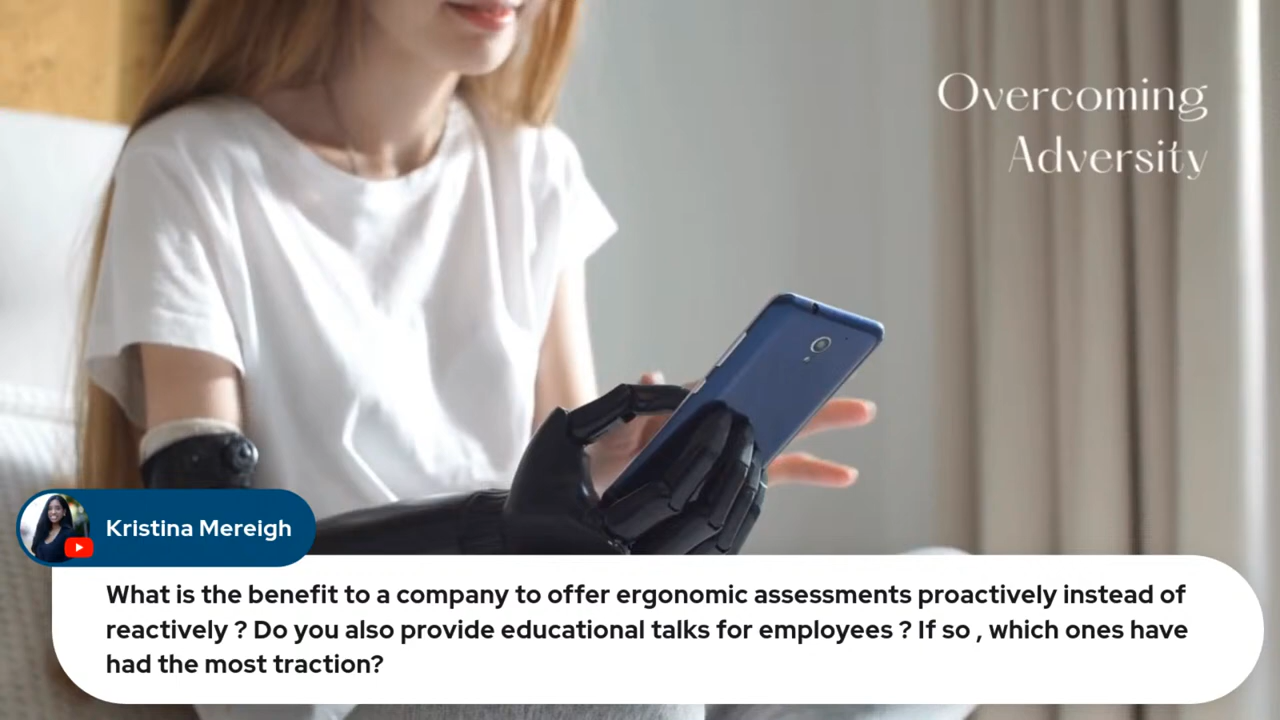 Overcoming
Adversity
Kristina Mereigh
What is the benefit to a company to offer ergonomic assessments proactively instead of
reactively ? Do you also provide educational talks for employees ? If so , which ones have
had the most traction?